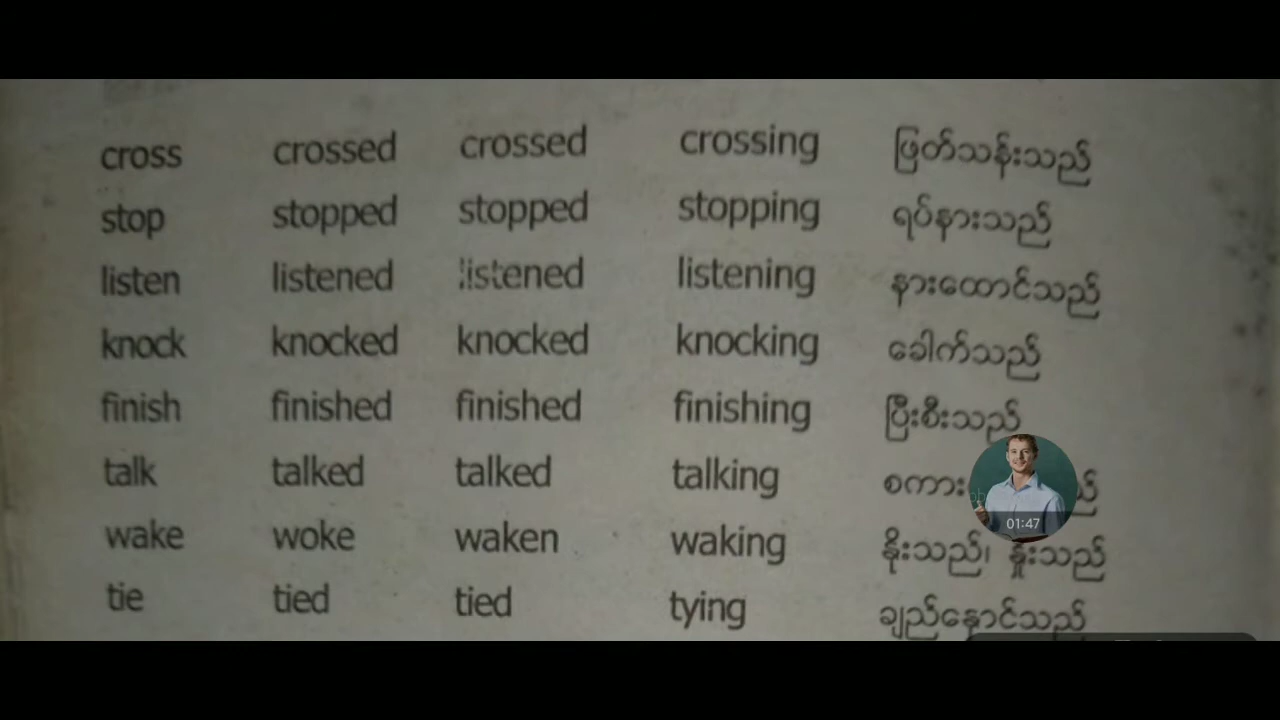 cross crossed crossed crossing ဖြတ်သန်းသည်
stop stopped stopped stopping ရပ်နားသည်
listen listened listened listening နားထောင်သည်
knock knocked knocked knocking ခေါက်သည်
finish finished finished finishing ပြီးစီးသည်
talk talked talked talking
wake woke waken waking နိုးသည်၊ နှိုးသည်
tie tied tied tying ချည်နှောင်သည်
01:47